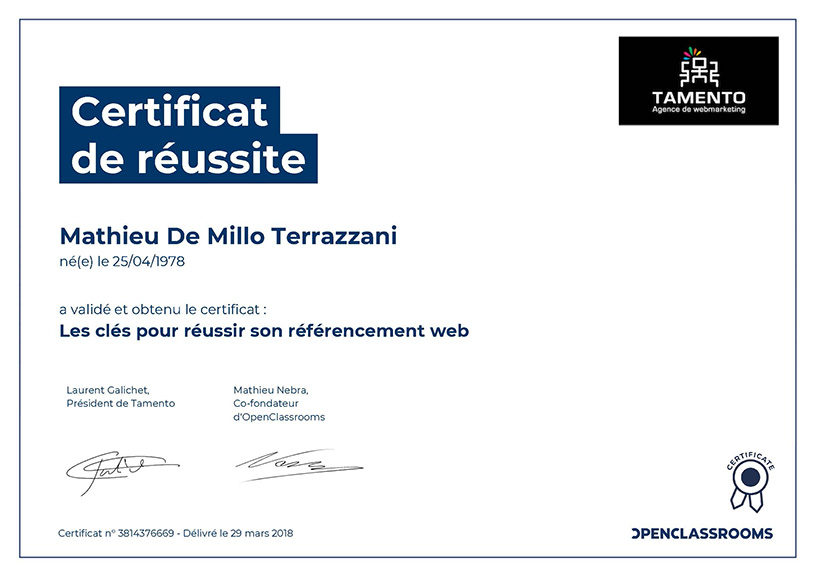 TAMENTO
Agence de webmarketing
Certificat
de réussite
Mathieu De Millo Terrazzani
né(e) le 25/04/1978
a validé et obtenu le certificat :
Les clés pour réussir son référencement web
Laurent Galichet,
Président de Tamento
Mathieu Nebra,
Co-fondateur
d'OpenClassrooms
CERTIFICATE
Certificat n° 3814376669 - Délivré le 29 mars 2018
OPENCLASSROOMS